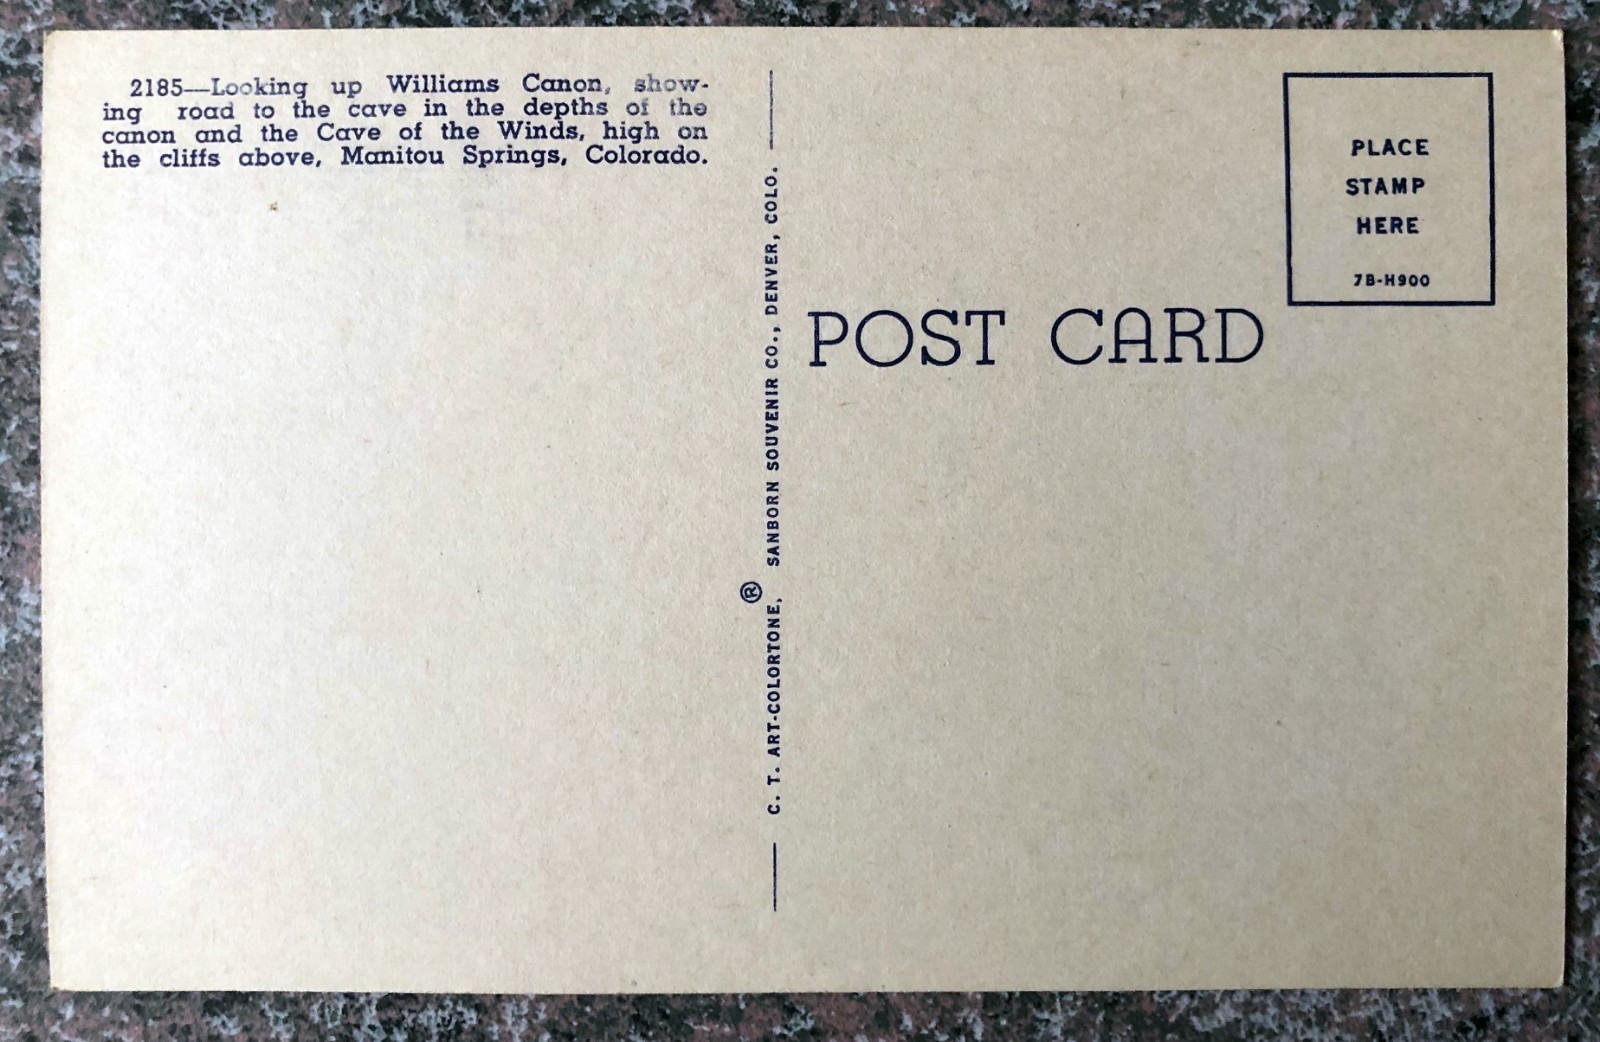 2185—Looking up Williams Canon, show-
ing road to the cave in the depths of the
canon and the Cave of the Winds, high on
the cliffs above, Manitou Springs, Colorado.
C. T. ART-COLORTONE, ® SANBORN SOUVENIR CO., DENVER, COLO.
POST CARD
PLACE
STAMP
HERE
7B-H900